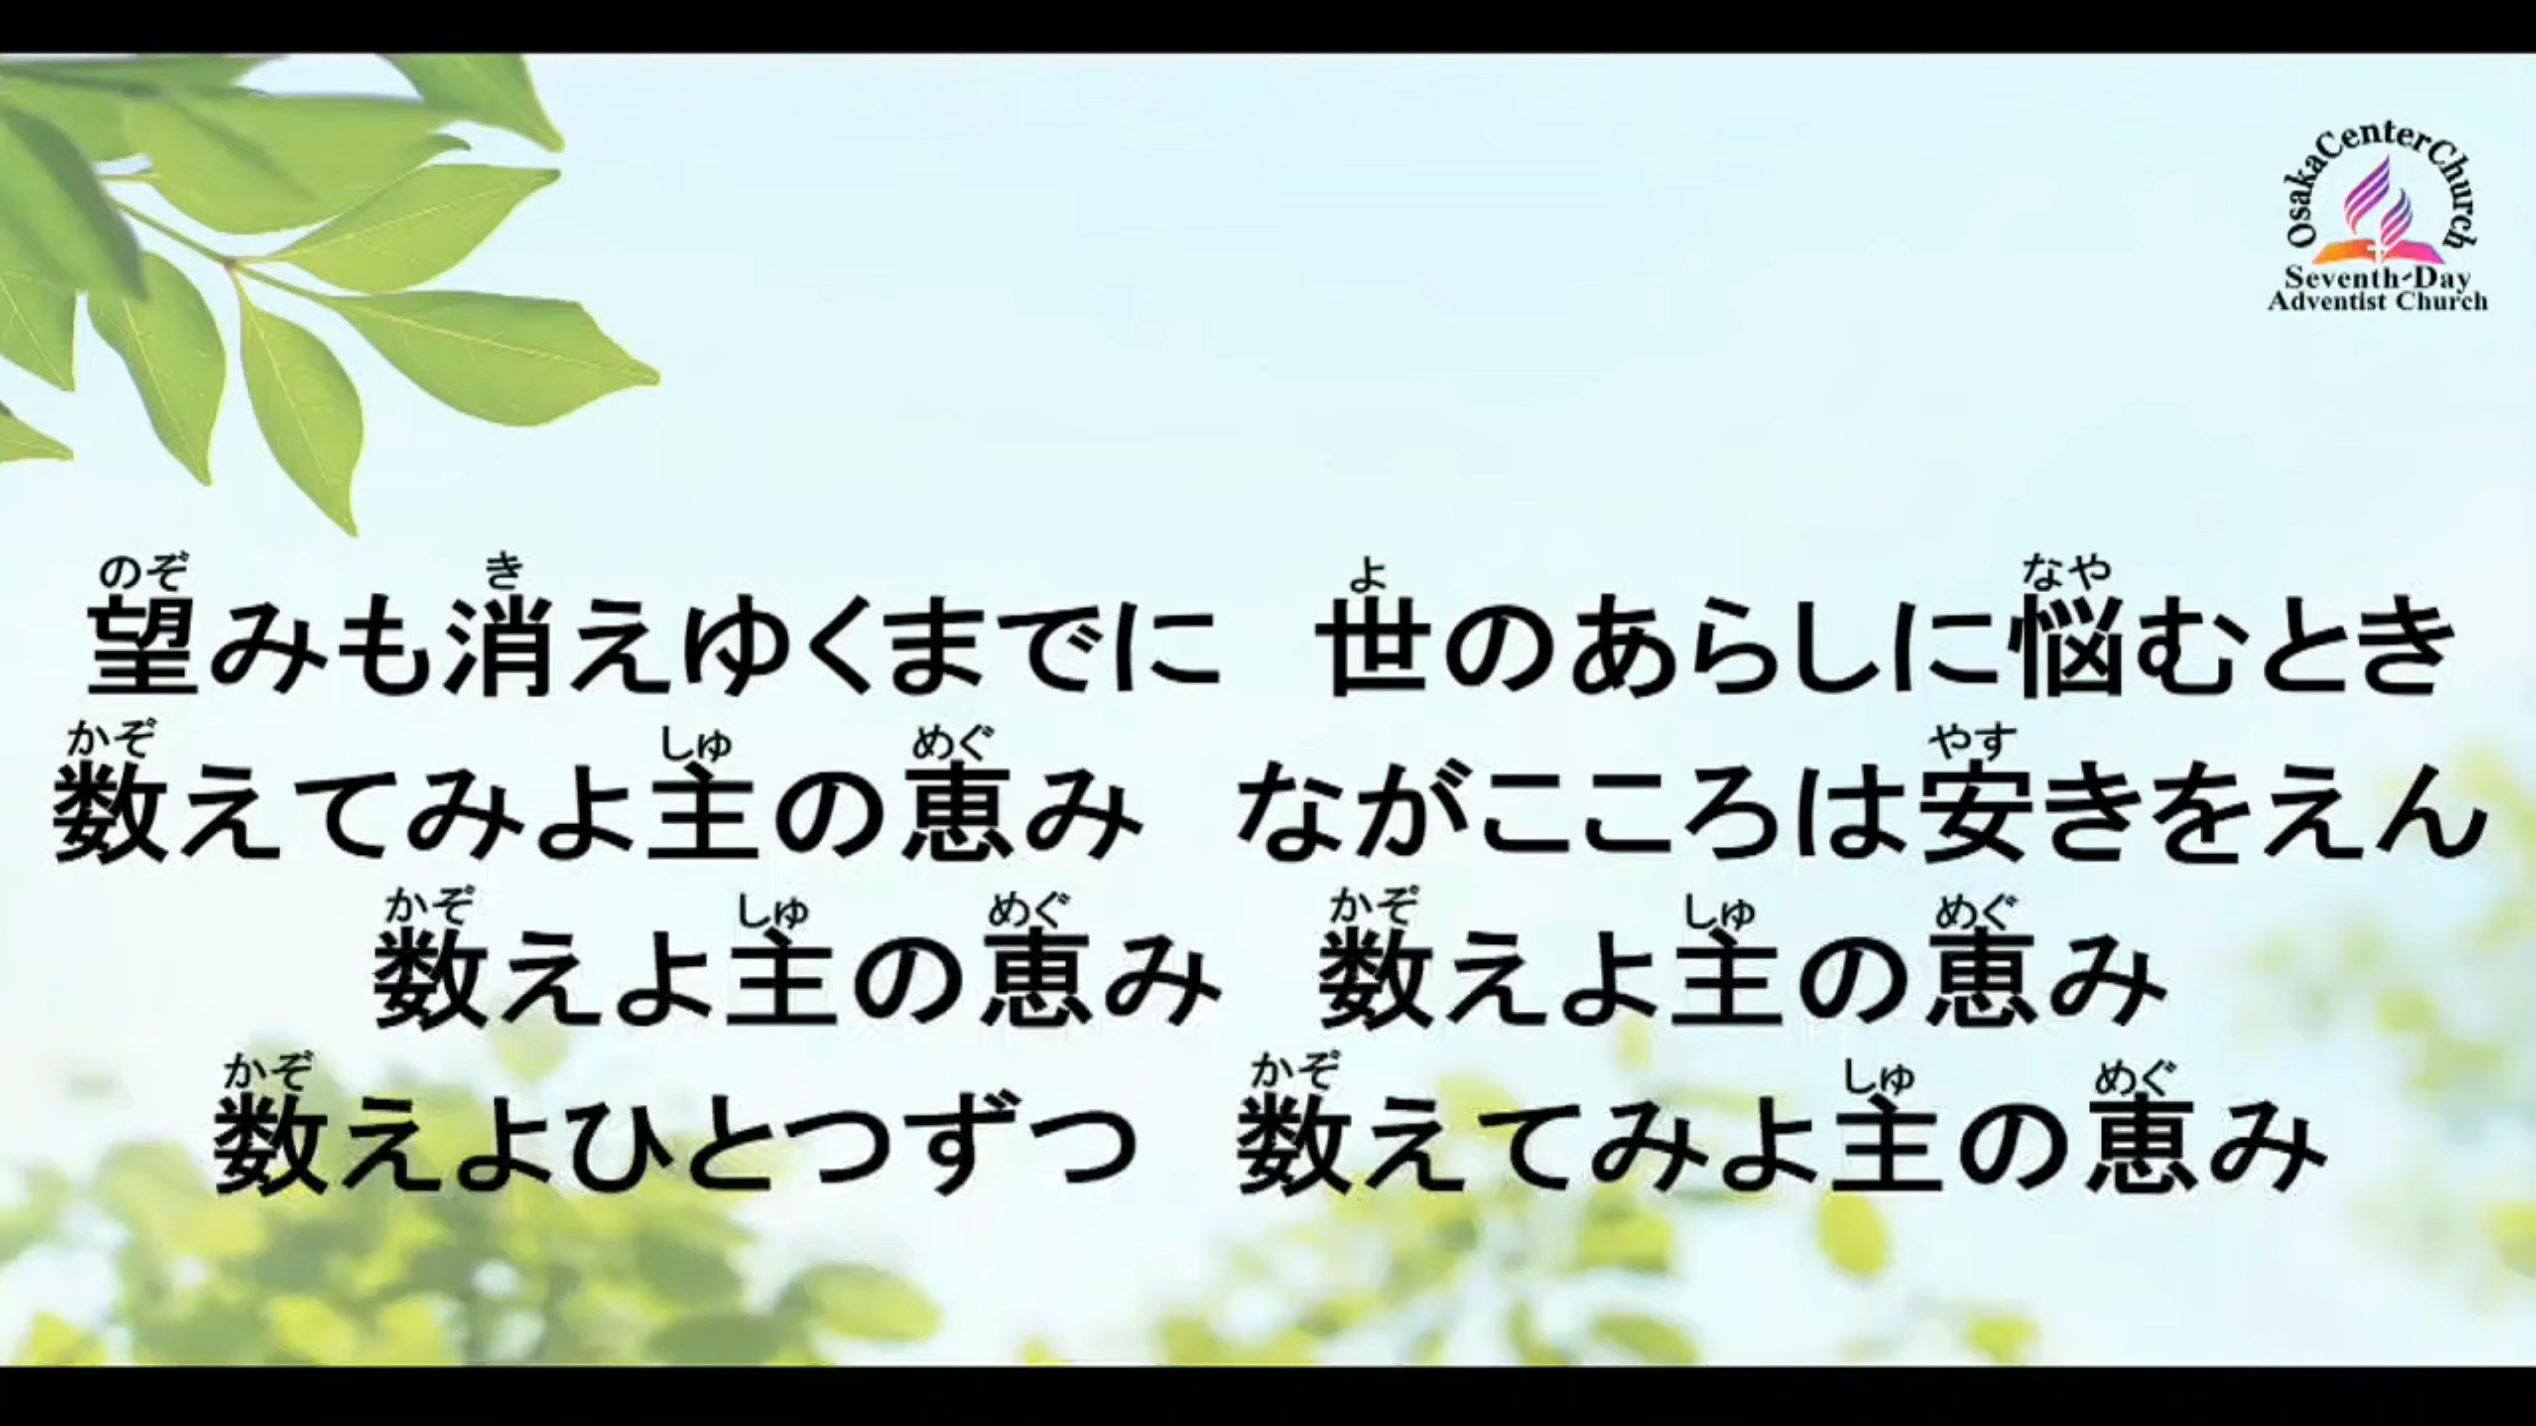 OsakaCenterChurch
Seventh-Day
Adventist Church
のぞ き よ なや
望みも消えゆくまでに 世のあらしに悩むとき
かぞ しゅ めぐ やす
数えてみよ主の恵み ながこころは安きをえん
かぞ しゅ めぐ かぞ しゅ めぐ
数えよ主の恵み 数えよ主の恵み
かぞ かぞ しゅ めぐ
数えよひとつずつ 数えてみよ主の恵み